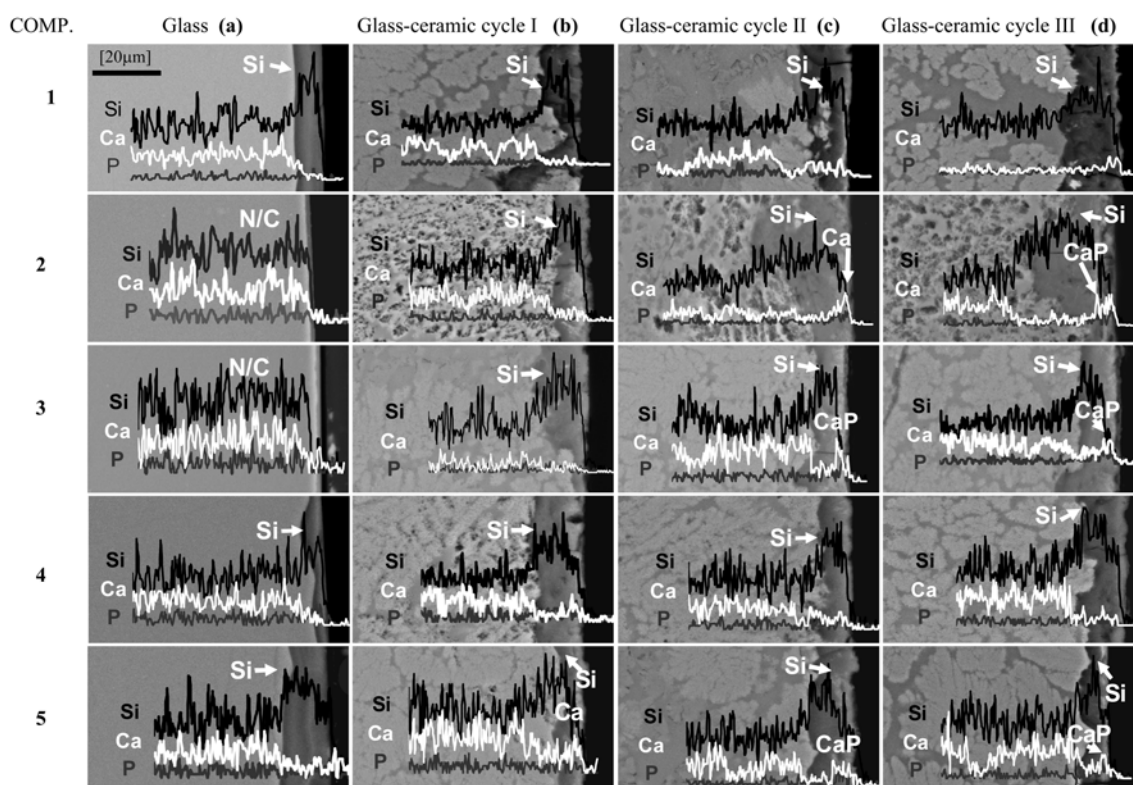 COMP. Glass (a) Glass-ceramic cycle I (b) Glass-ceramic cycle II (c) Glass-ceramic cycle III (d)
[20µm]
Si Si Si Si
1 Si Si Si Si
Ca Ca Ca Ca
P P P P
N/C Si Si Si
Ca CaP
2 Si Si Si Si
Ca Ca Ca Ca
P P P P
N/C Si Si Si
3 Si Si Si Si
CaP CaP
Ca Ca Ca Ca
P P P P
Si Si Si Si
4 Si Si Si Si
Ca Ca Ca Ca
P P P P
Si Si Si Si
5 Si Si Si Si
Ca
Ca Ca Ca Ca
CaP CaP
P P P P